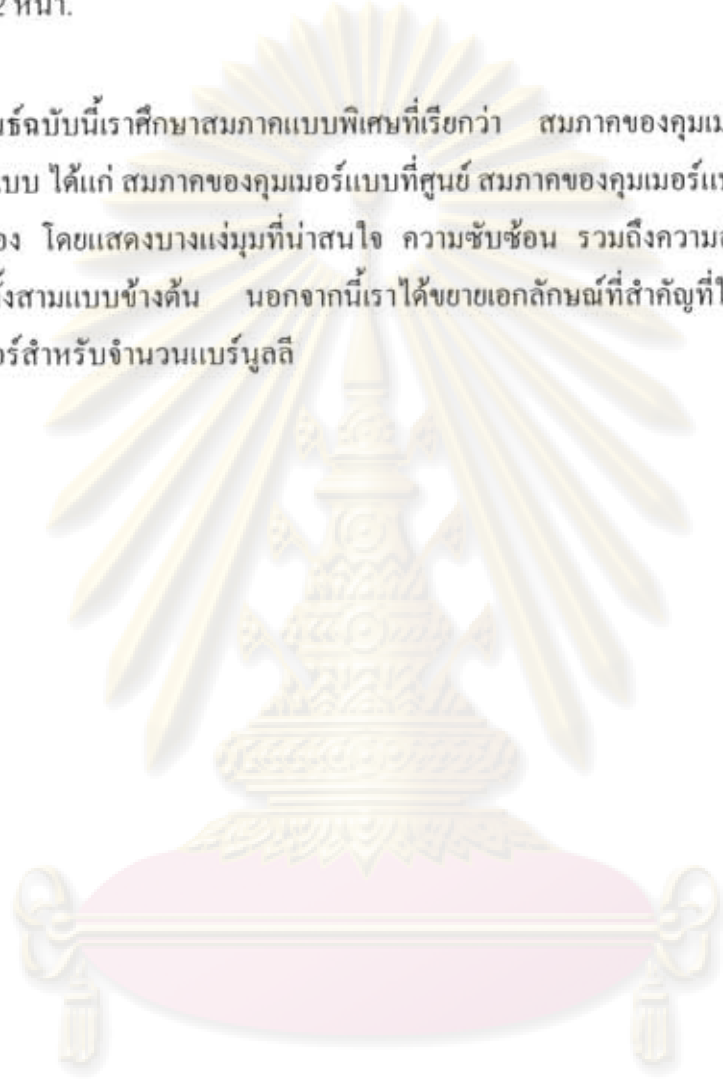 2 หน้า.
นธ์ฉบับนี้เราศึกษาสมภาคแบบพิเศษที่เรียกว่า สมภาคของคุมเม
แบบ ได้แก่ สมภาคของคุมเมอร์แบบที่ศูนย์ สมภาคของคุมเมอร์แบ
อง โดยแสดงบางแง่มุมที่น่าสนใจ ความซับซ้อน รวมถึงความ
ั้งสามแบบข้างต้น นอกจากนี้เราได้ขยายเอกลักษณ์ที่สำคัญที่ใ
อร์สำหรับจำนวนแบร์นูลลี